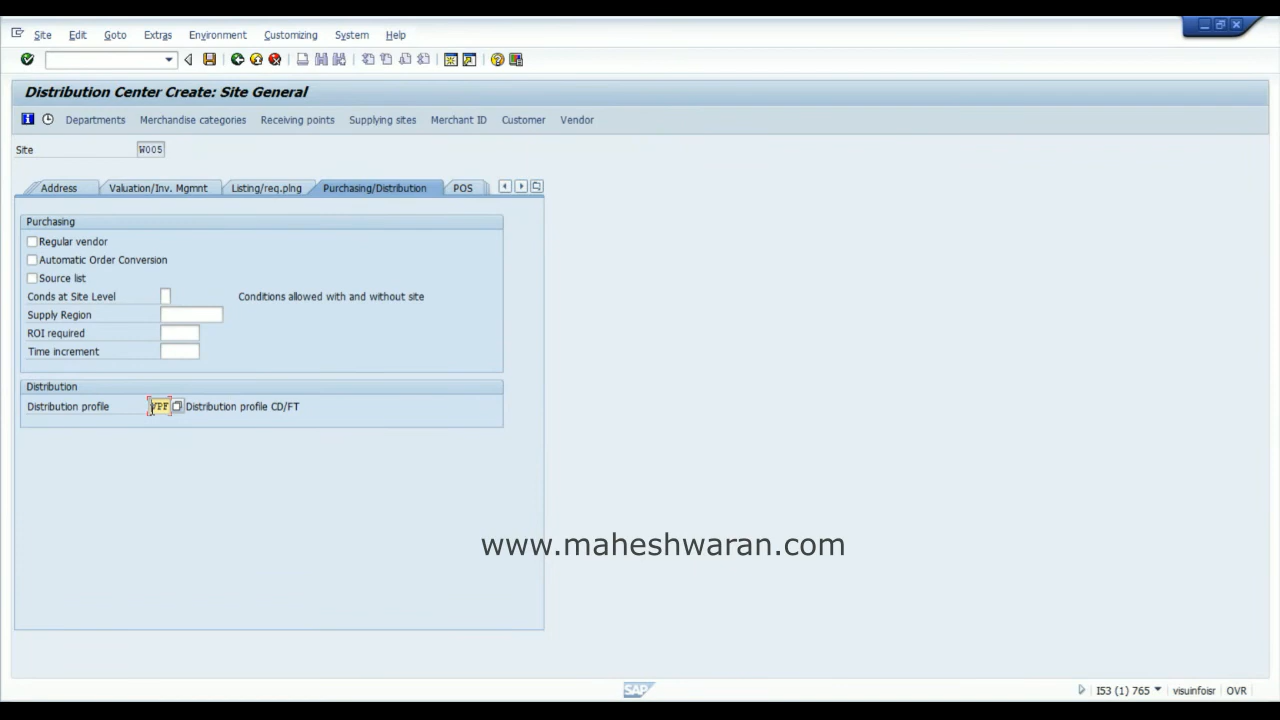 Site Edit Goto Extras Environment Customizing System Help
Distribution Center Create: Site General
Departments Merchandise categories Receiving points Supplying sites Merchant ID Customer Vendor
Site W005
Address Valuation/Inv. Mgmnt Listing/req.plng Purchasing/Distribution POS
Purchasing
Regular vendor
Automatic Order Conversion
Source list
Conds at Site Level Conditions allowed with and without site
Supply Region
ROI required
Time increment
Distribution
Distribution profile Distribution profile CD/FT
www.maheshwaran.com
SAP I53 (1) 765 visuinfoisr OVR